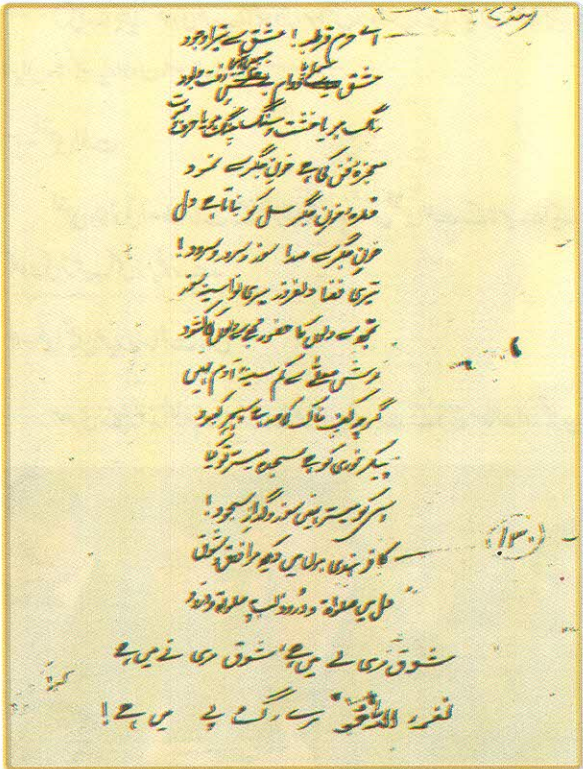 اے حرم قرطبہ! عشق سے تیرا وجود
عشق سراپا دوام جس میں نہیں رفت و بود
رنگ ہو یا خشت و سنگ چنگ ہو یا حرف و صوت
معجزہ فن کی ہے خون جگر سے نمود
قطرۂ خون جگر سل کو بناتا ہے دل
خون جگر سے صدا سوز و سرور و سرود!
تیری فضا دلفروز میری نوا سینہ سوز
تجھ سے دلوں کا حضور مجھ سے دلوں کی کشود
عرش معلّٰے سے کم سینۂ آدم نہیں
گرچہ کف خاک کی حد ہے سپہر کبود
پیکر نوری کو ہے سجدہ میسر تو کیا
اس کو میسر نہیں سوز و گداز سجود!
کافر ہندی ہوں میں دیکھ مرا ذوق و شوق
(۱۳)
دل میں صلوٰۃ و درود لب پہ صلوٰۃ و درود
شوق مری لے میں ہے شوق مری نے میں ہے
نغمۂ "اللہ ھو" میرے رگ و پے میں ہے!